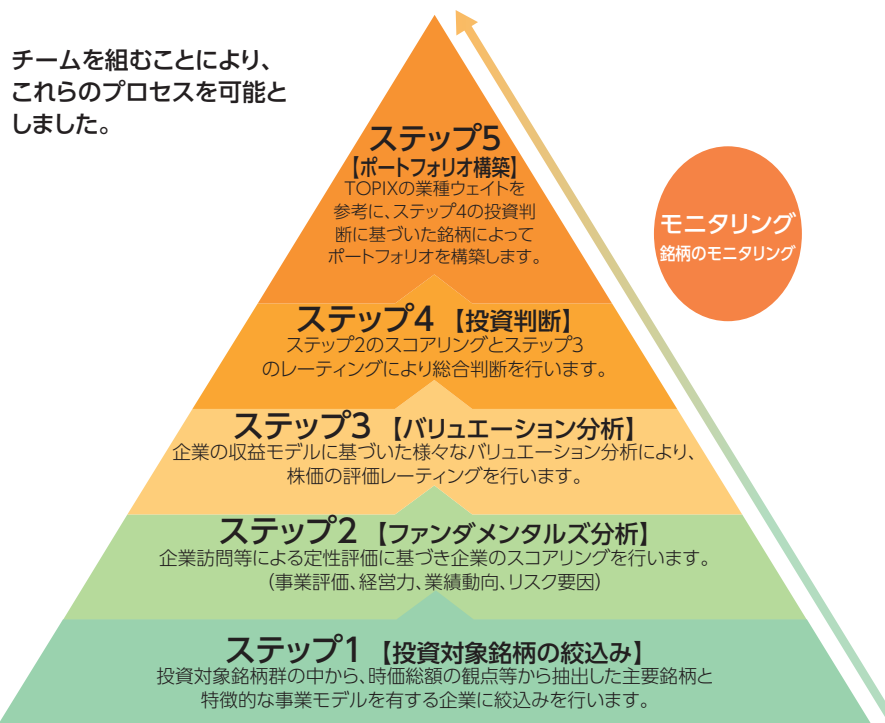 チームを組むことにより、
これらのプロセスを可能と
しました。
ステップ5
【ポートフォリオ構築】
TOPIXの業種ウェイトを
参考に、ステップ4の投資判
断に基づいた銘柄によって
ポートフォリオを構築します。
モニタリング
銘柄のモニタリング
ステップ4 【投資判断】
ステップ2のスコアリングとステップ3
のレーティングにより総合判断を行います。
ステップ3 【バリュエーション分析】
企業の収益モデルに基づいた様々なバリュエーション分析により、
株価の評価レーティングを行います。
ステップ2 【ファンダメンタルズ分析】
企業訪問等による定性評価に基づき企業のスコアリングを行います。
(事業評価、経営力、業績動向、リスク要因)
ステップ1 【投資対象銘柄の絞込み】
投資対象銘柄群の中から、時価総額の観点等から抽出した主要銘柄と
特徴的な事業モデルを有する企業に絞込みを行います。